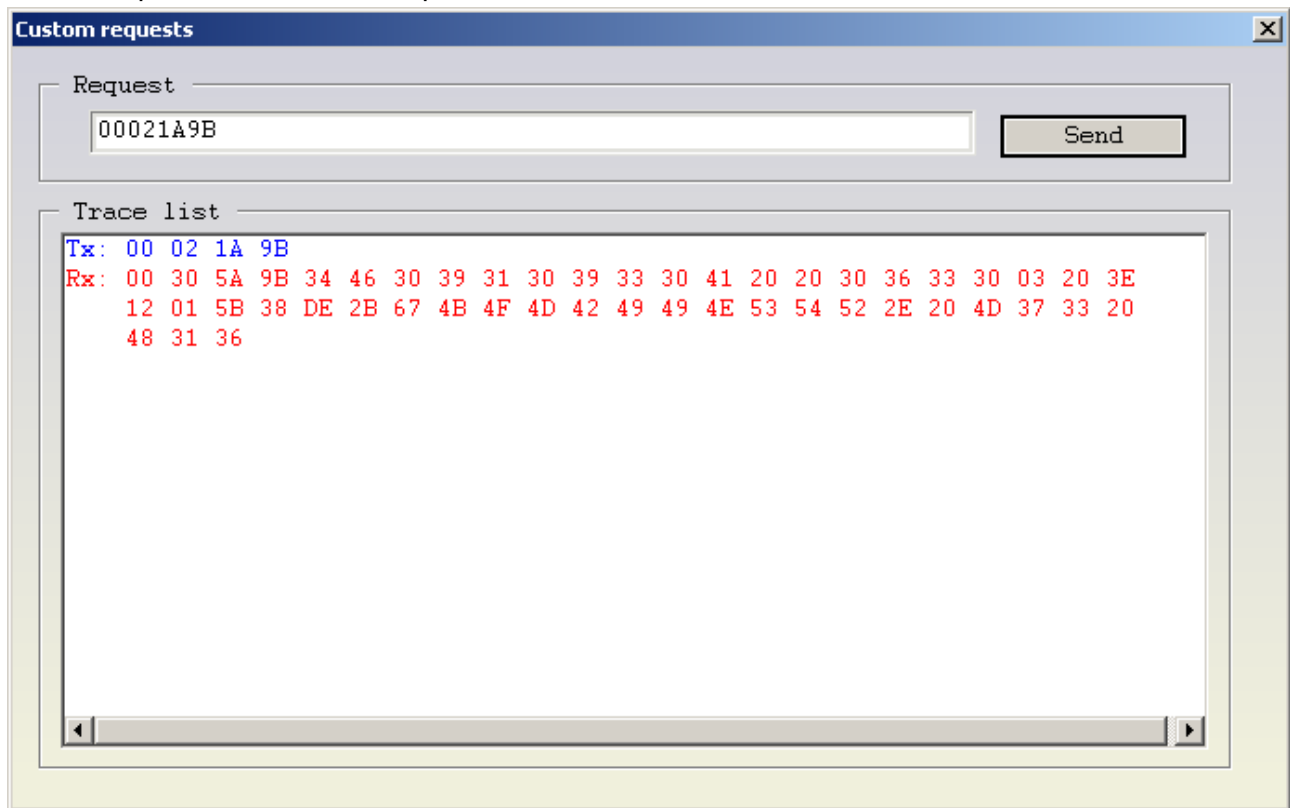 Custom requests
Request
00021A9B
Send
Trace list
Tx: 00 02 1A 9B
Rx: 00 30 5A 9B 34 46 30 39 31 30 39 33 30 41 20 20 30 36 33 30 03 20 3E
12 01 5B 38 DE 2B 67 4B 4F 4D 42 49 49 4E 53 54 52 2E 20 4D 37 33 20
48 31 36